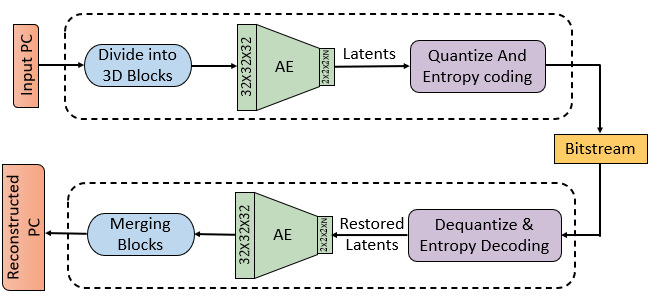 Input PC
Divide into
3D Blocks
32X32X32
AE
2x2x2xN
Latents
Quantize And
Entropy coding
Bitstream
Reconstructed
PC
Merging
Blocks
32X32X32
AE
2x2x2xN
Restored
Latents
Dequantize &
Entropy Decoding